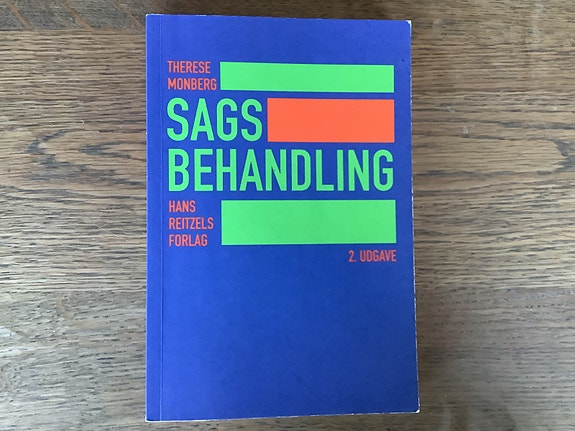 THERESE
MONBERG
SAGS
BEHANDLING
HANS
REITZELS
FORLAG
2. UDGAVE